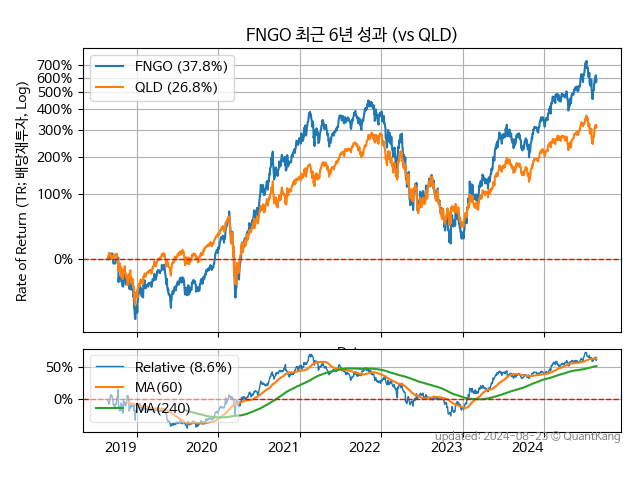 FNGO 최근 6년 성과 (vs QLD)
Rate of Return (TR: 배당재투자, Log)
700%
600%
500%
400%
300%
200%
100%
0%
FNGO (37.8%)
QLD (26.8%)
50%
0%
Relative (8.6%)
MA(60)
MA(240)
2019 2020 2021 2022 2023 2024
updated: 2024-08-23 © QuantKang